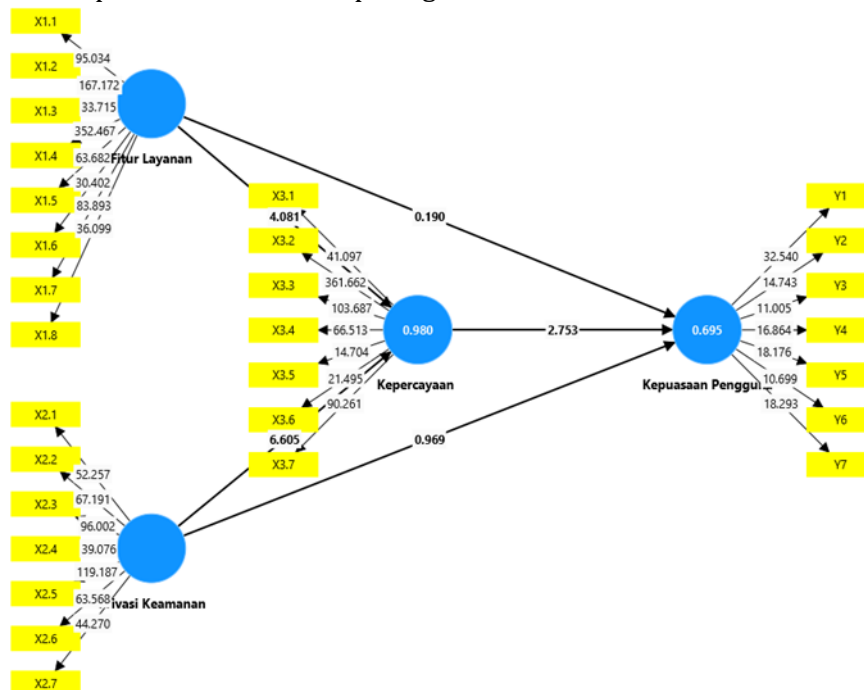 X1.1
X1.2
X1.3
X1.4
X1.5
X1.6
X1.7
X1.8
95.034
167.172
33.715
352.467
63.682
30.402
83.893
36.099
Fitur Layanan
X2.1
X2.2
X2.3
X2.4
X2.5
X2.6
X2.7
52.257
67.191
96.002
39.076
119.187
63.568
44.270
ivasi Keamanan
X3.1
X3.2
X3.3
X3.4
X3.5
X3.6
X3.7
4.081
41.097
361.662
103.687
66.513
14.704
21.495
90.261
6.605
0.980
Kepercayaan
0.190
2.753
0.969
0.695
Kepuasaan Penggu
32.540
14.743
11.005
16.864
18.176
10.699
18.293
Y1
Y2
Y3
Y4
Y5
Y6
Y7